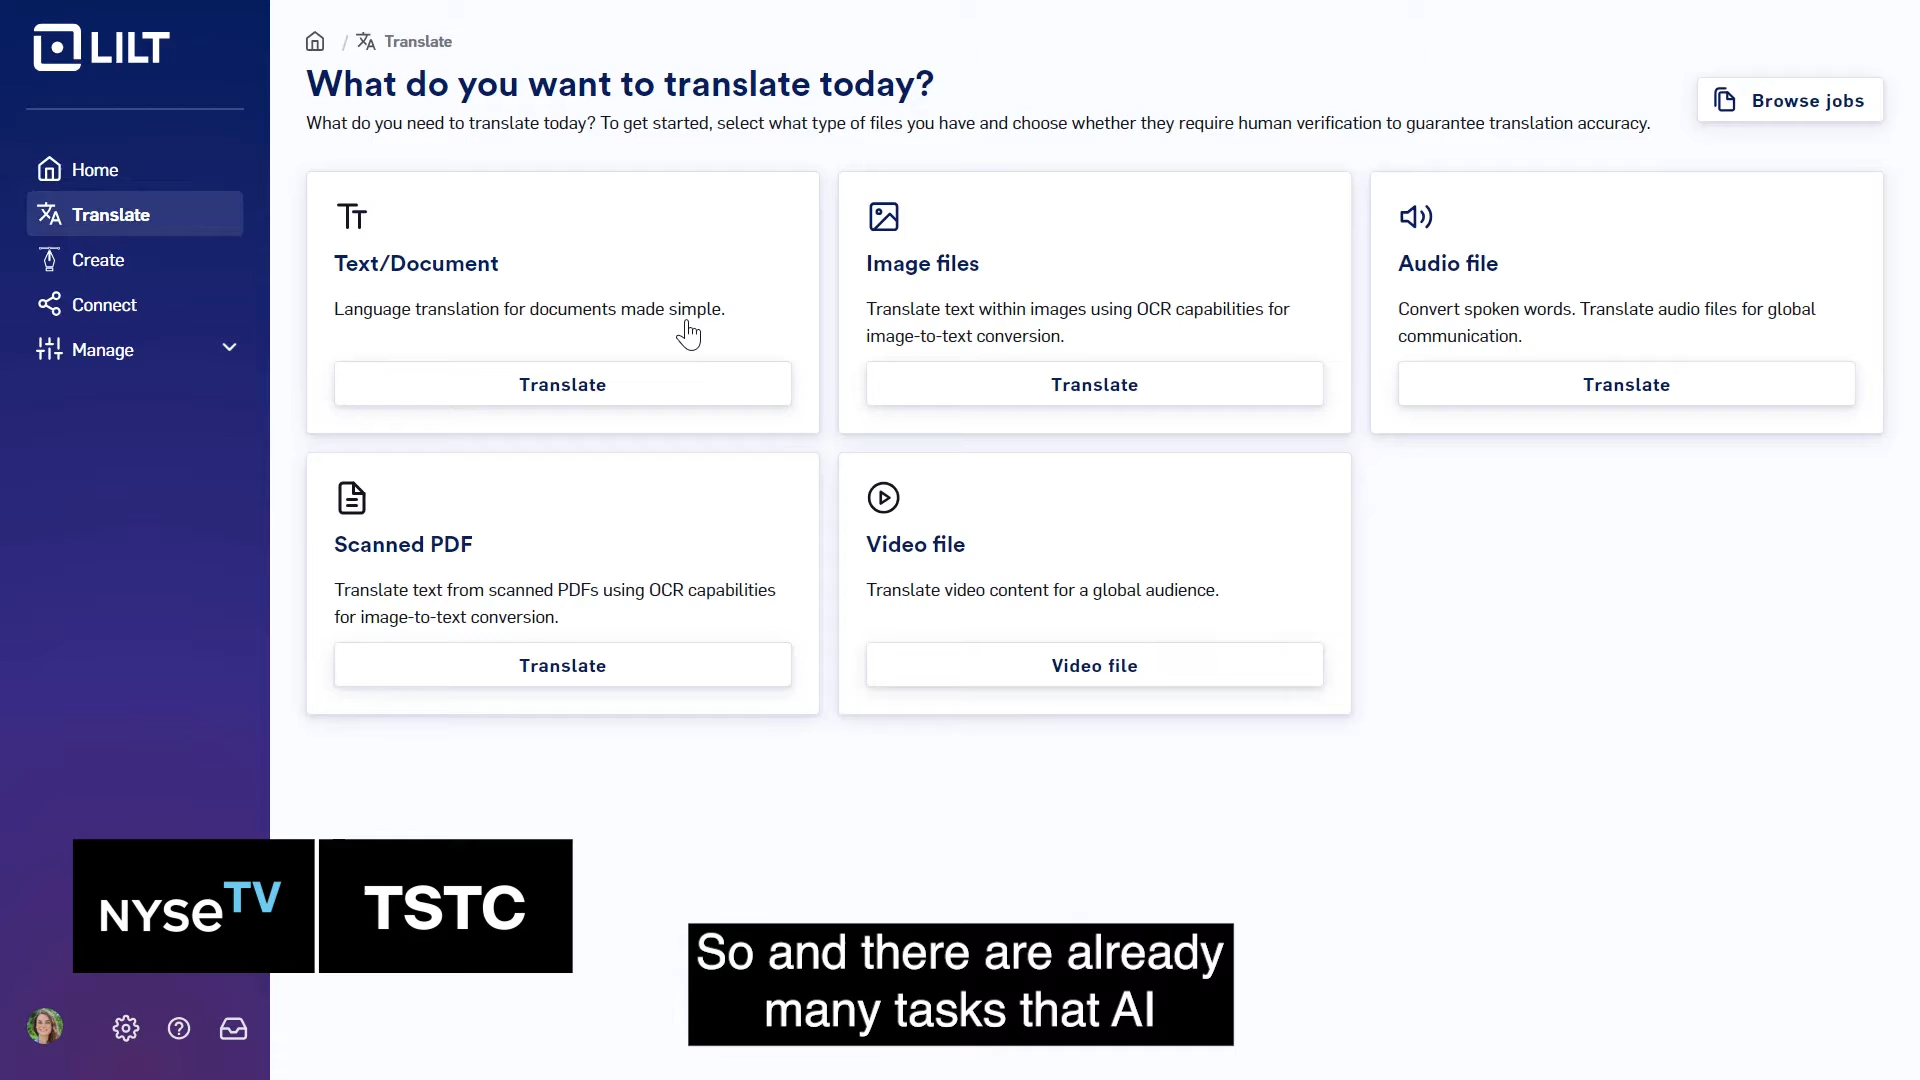 LILT
Home
Translate
Create
Connect
Manage
/ Translate
What do you want to translate today?
What do you need to translate today? To get started, select what type of files you have and choose whether they require human verification to guarantee translation accuracy.
Browse jobs
Text/Document
Language translation for documents made simple.
Translate
Image files
Translate text within images using OCR capabilities for
image-to-text conversion.
Translate
Audio file
Convert spoken words. Translate audio files for global
communication.
Translate
Scanned PDF
Translate text from scanned PDFs using OCR capabilities
for image-to-text conversion.
Translate
Video file
Translate video content for a global audience.
Video file
NYSE TV
TSTC
So and there are already
many tasks that AI